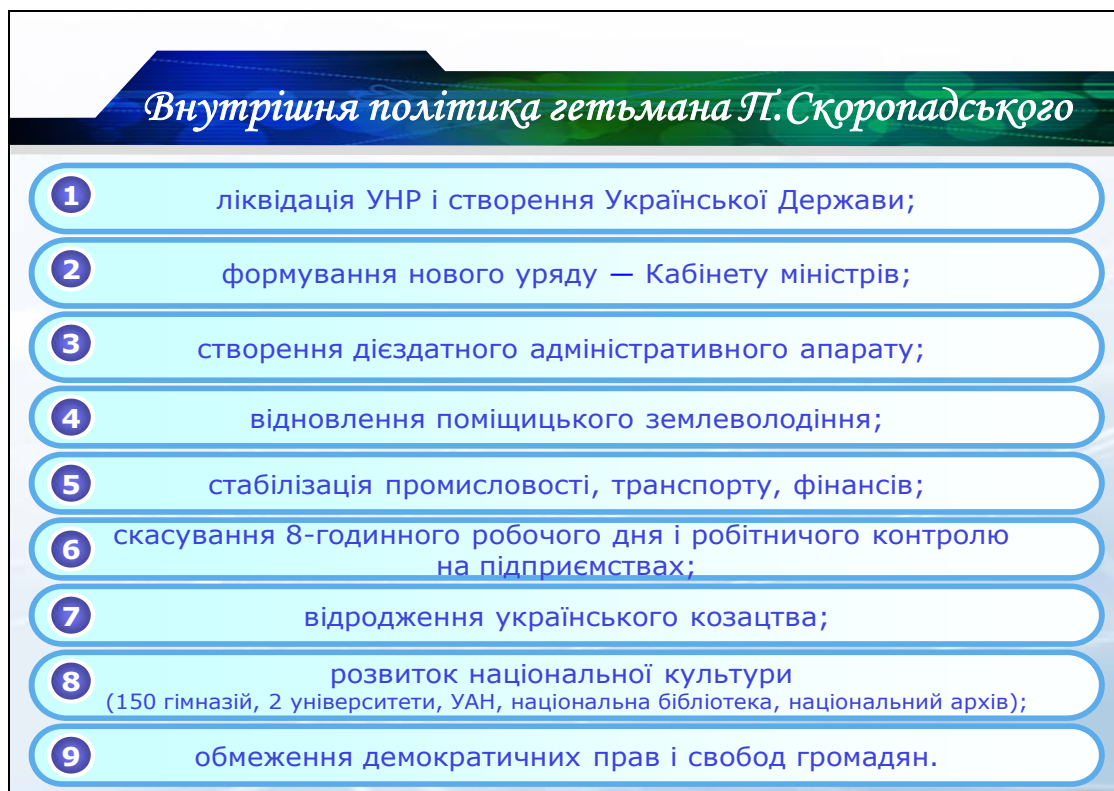 Внутрішня політика гетьмана П.Скоропадського
1 ліквідація УНР і створення Української Держави;
2 формування нового уряду — Кабінету міністрів;
3 створення дієздатного адміністративного апарату;
4 відновлення поміщицького землеволодіння;
5 стабілізація промисловості, транспорту, фінансів;
6 скасування 8-годинного робочого дня і робітничого контролю
на підприємствах;
7 відродження українського козацтва;
8 розвиток національної культури
(150 гімназій, 2 університети, УАН, національна бібліотека, національний архів);
9 обмеження демократичних прав і свобод громадян.